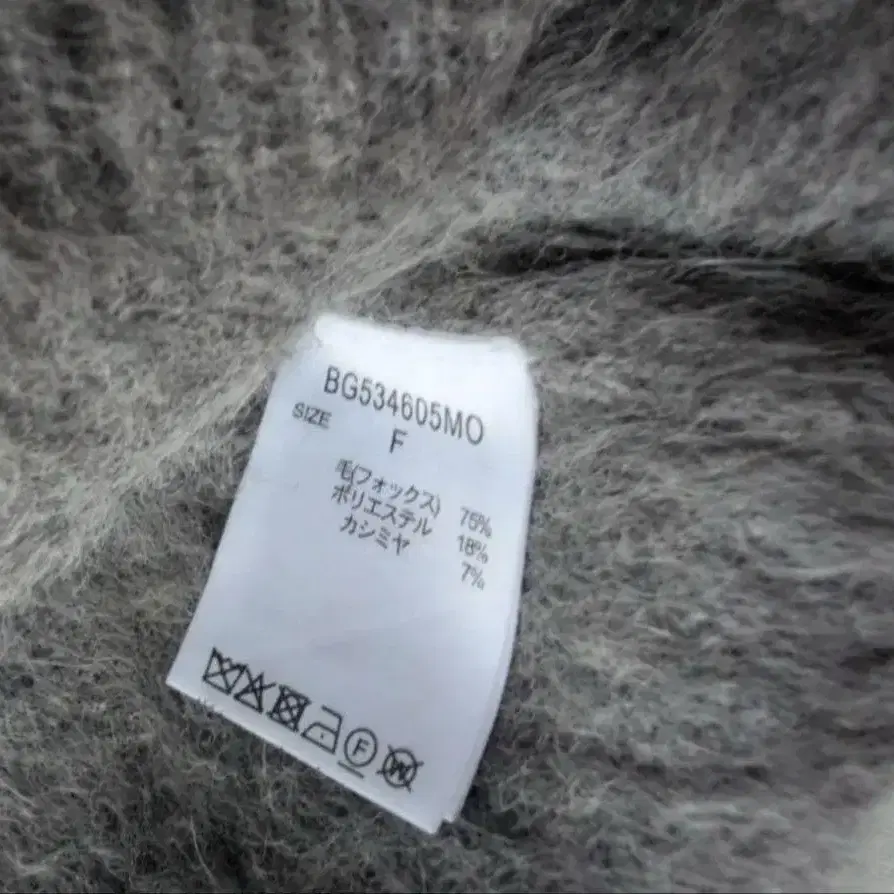 BG534605MO
SIZE
F
毛(フォックス) 75%
ポリエステル 18%
カシミヤ 7%
F W